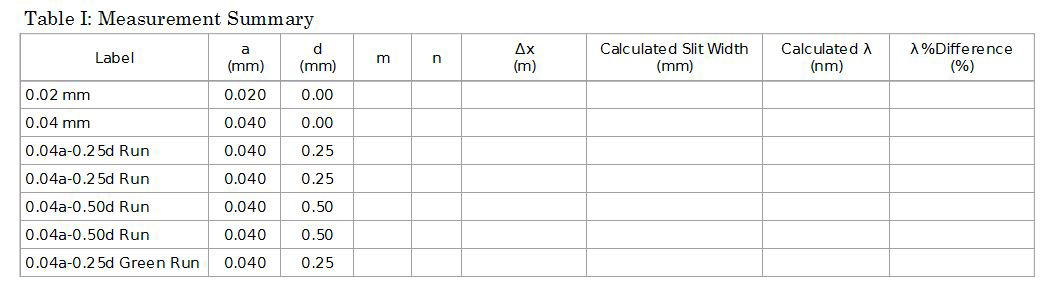 Table I: Measurement Summary
Label a (mm) d (mm) m n Δx (m) Calculated Slit Width (mm) Calculated λ (nm) λ%Difference (%)
0.02 mm 0.020 0.00
0.04 mm 0.040 0.00
0.04a-0.25d Run 0.040 0.25
0.04a-0.25d Run 0.040 0.25
0.04a-0.50d Run 0.040 0.50
0.04a-0.50d Run 0.040 0.50
0.04a-0.25d Green Run 0.040 0.25